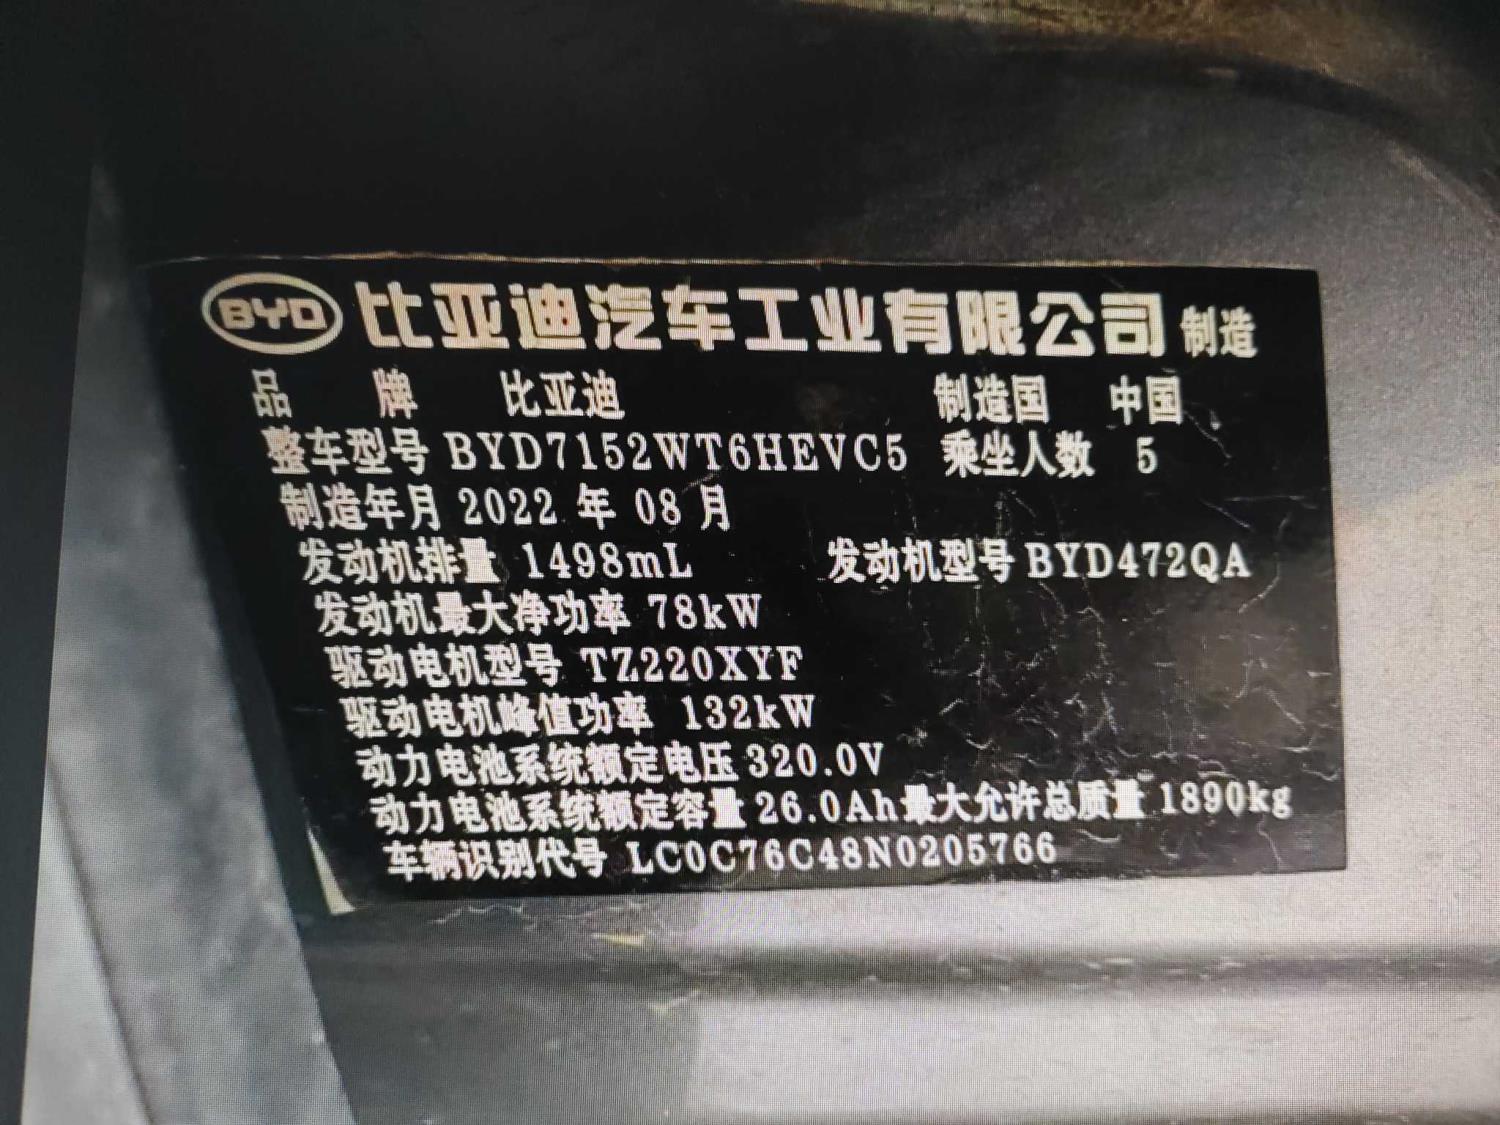 BYD 比亚迪汽车工业有限公司 制造
品 牌 比亚迪 制造国 中国
整车型号 BYD7152WT6HEVC5 乘坐人数 5
制造年月 2022 年 08 月
发动机排量 1498mL 发动机型号 BYD472QA
发动机最大净功率 78kW
驱动电机型号 TZ220XYF
驱动电机峰值功率 132kW
动力电池系统额定电压 320.0V
动力电池系统额定容量 26.0Ah 最大允许总质量 1890kg
车辆识别代号 LC0C76C48N0205766